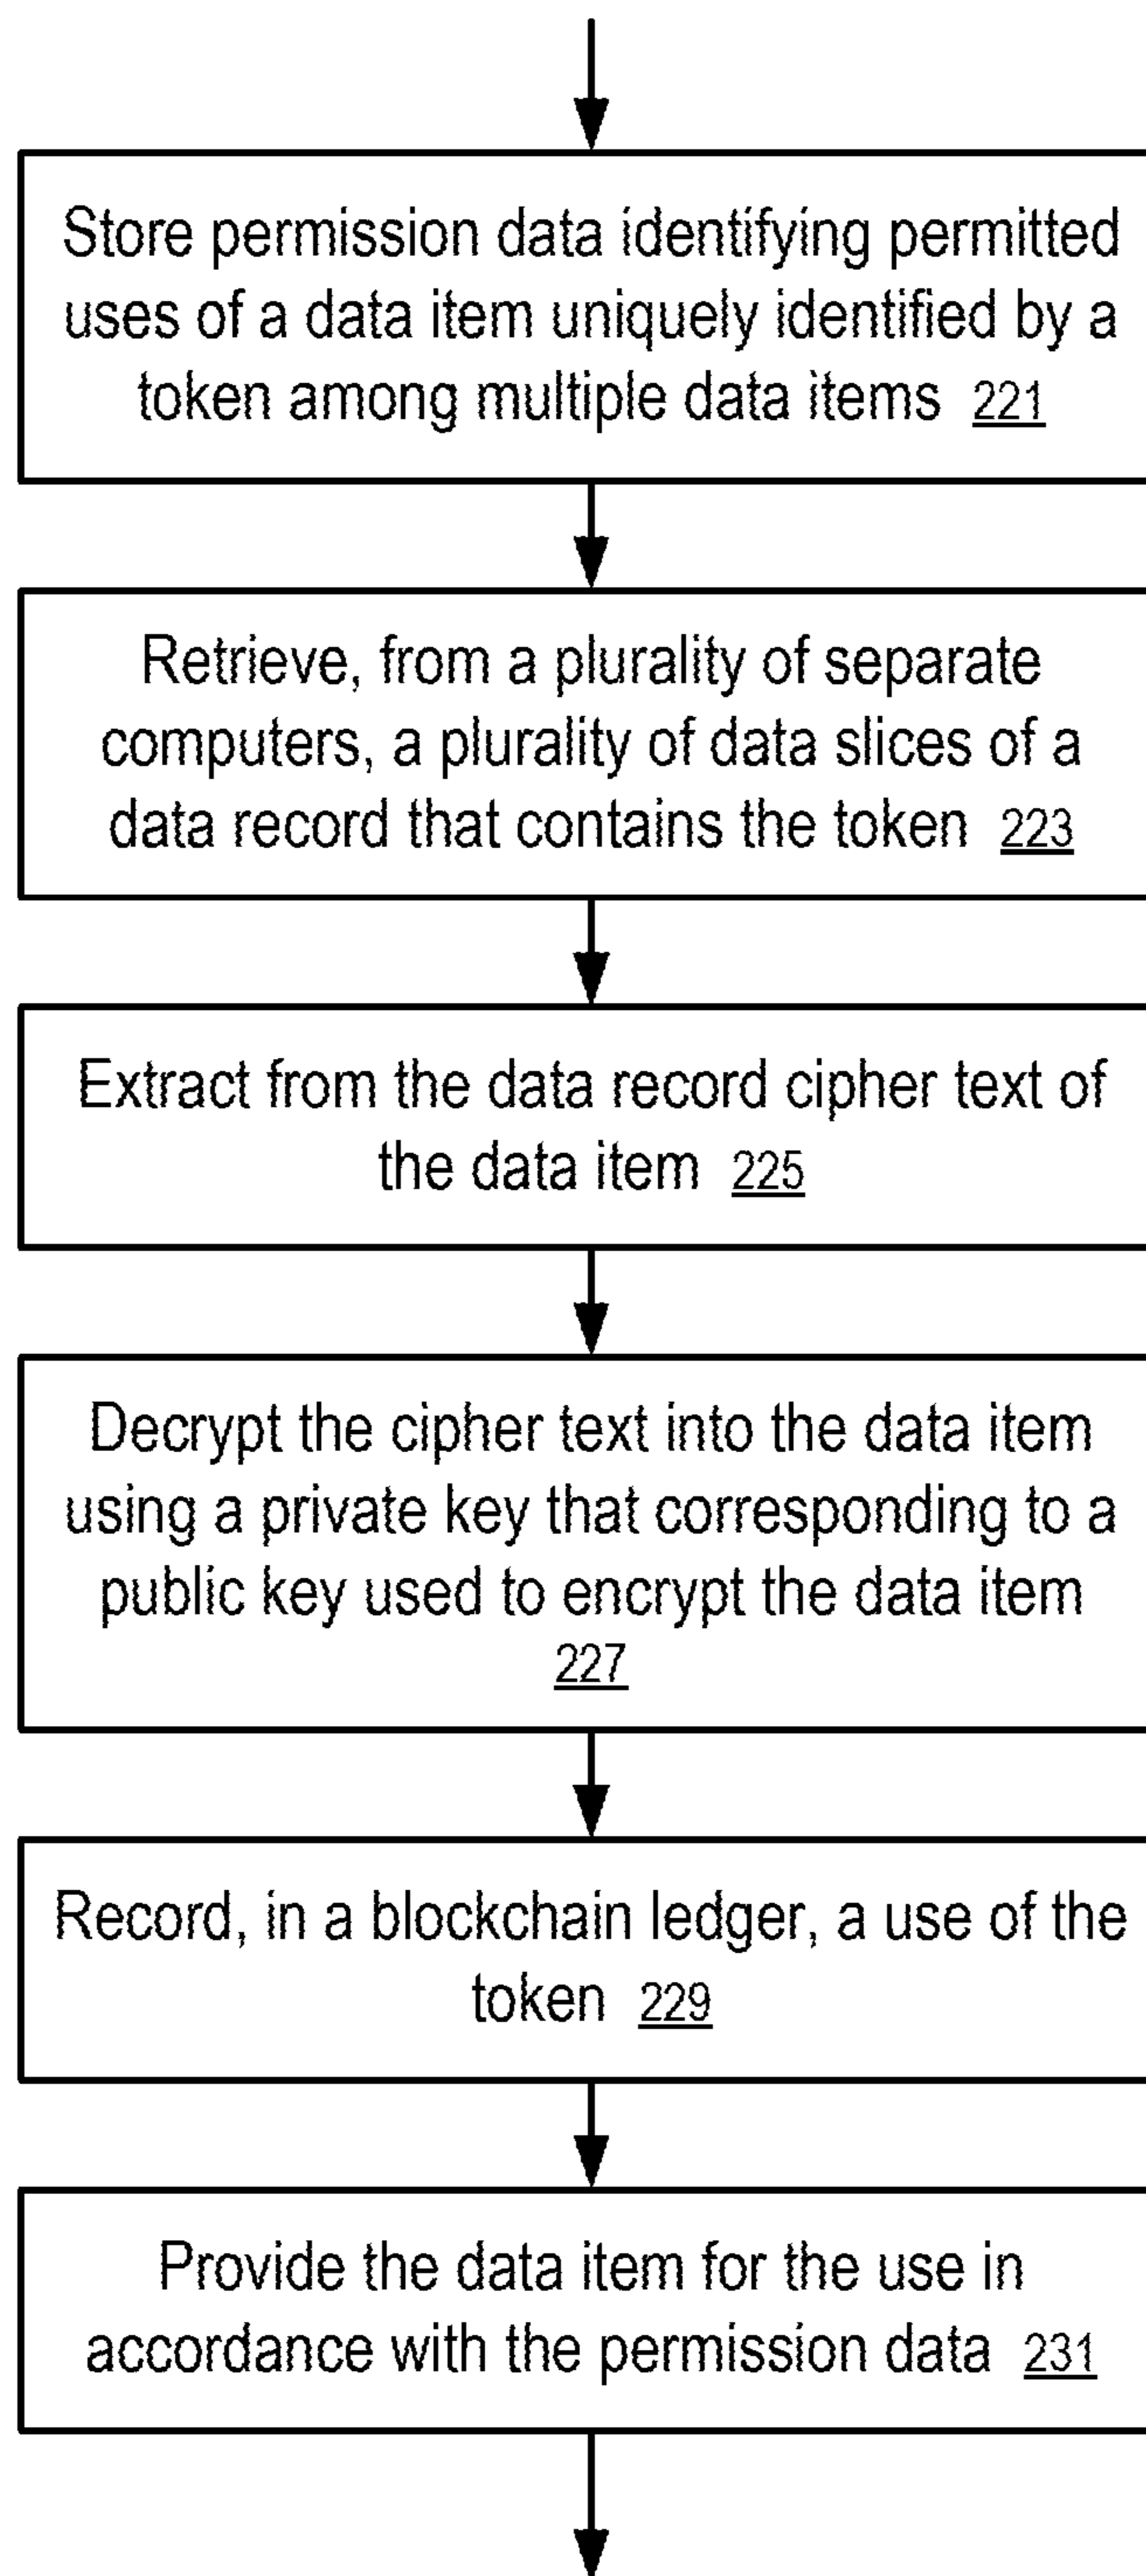 Store permission data identifying permitted
uses of a data item uniquely identified by a
token among multiple data items 221
Retrieve, from a plurality of separate
computers, a plurality of data slices of a
data record that contains the token 223
Extract from the data record cipher text of
the data item 225
Decrypt the cipher text into the data item
using a private key that corresponding to a
public key used to encrypt the data item
227
Record, in a blockchain ledger, a use of the
token 229
Provide the data item for the use in
accordance with the permission data 231